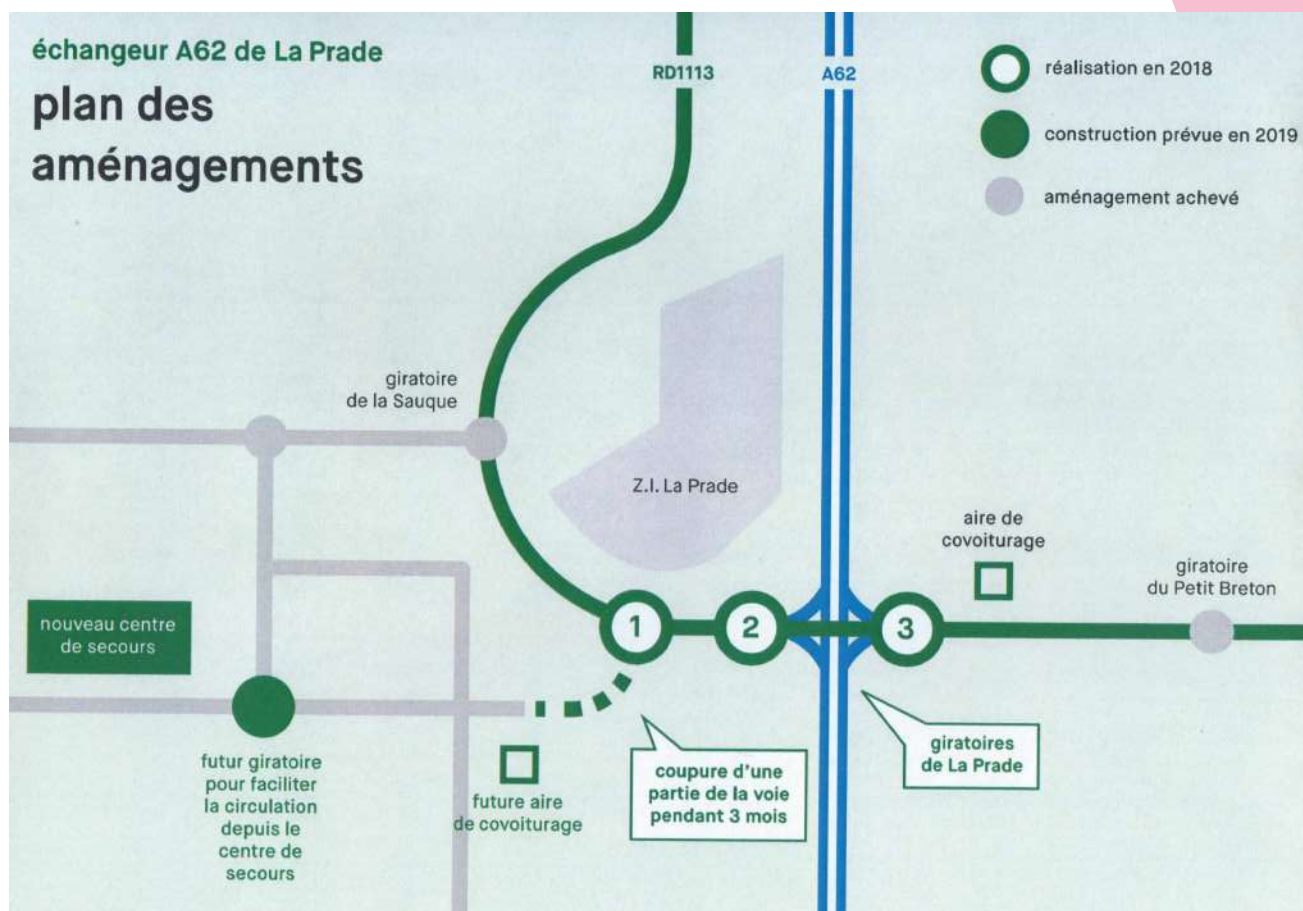 échangeur A62 de La Prade
plan des
aménagements
RD1113
A62
réalisation en 2018
construction prévue en 2019
aménagement achevé
giratoire
de la Sauque
Z.I. La Prade
aire de
covoiturage
giratoire
du Petit Breton
nouveau centre
de secours
1
2
3
futur giratoire
pour faciliter
la circulation
depuis le
centre de
secours
future aire
de covoiturage
coupure d'une
partie de la voie
pendant 3 mois
giratoires
de La Prade